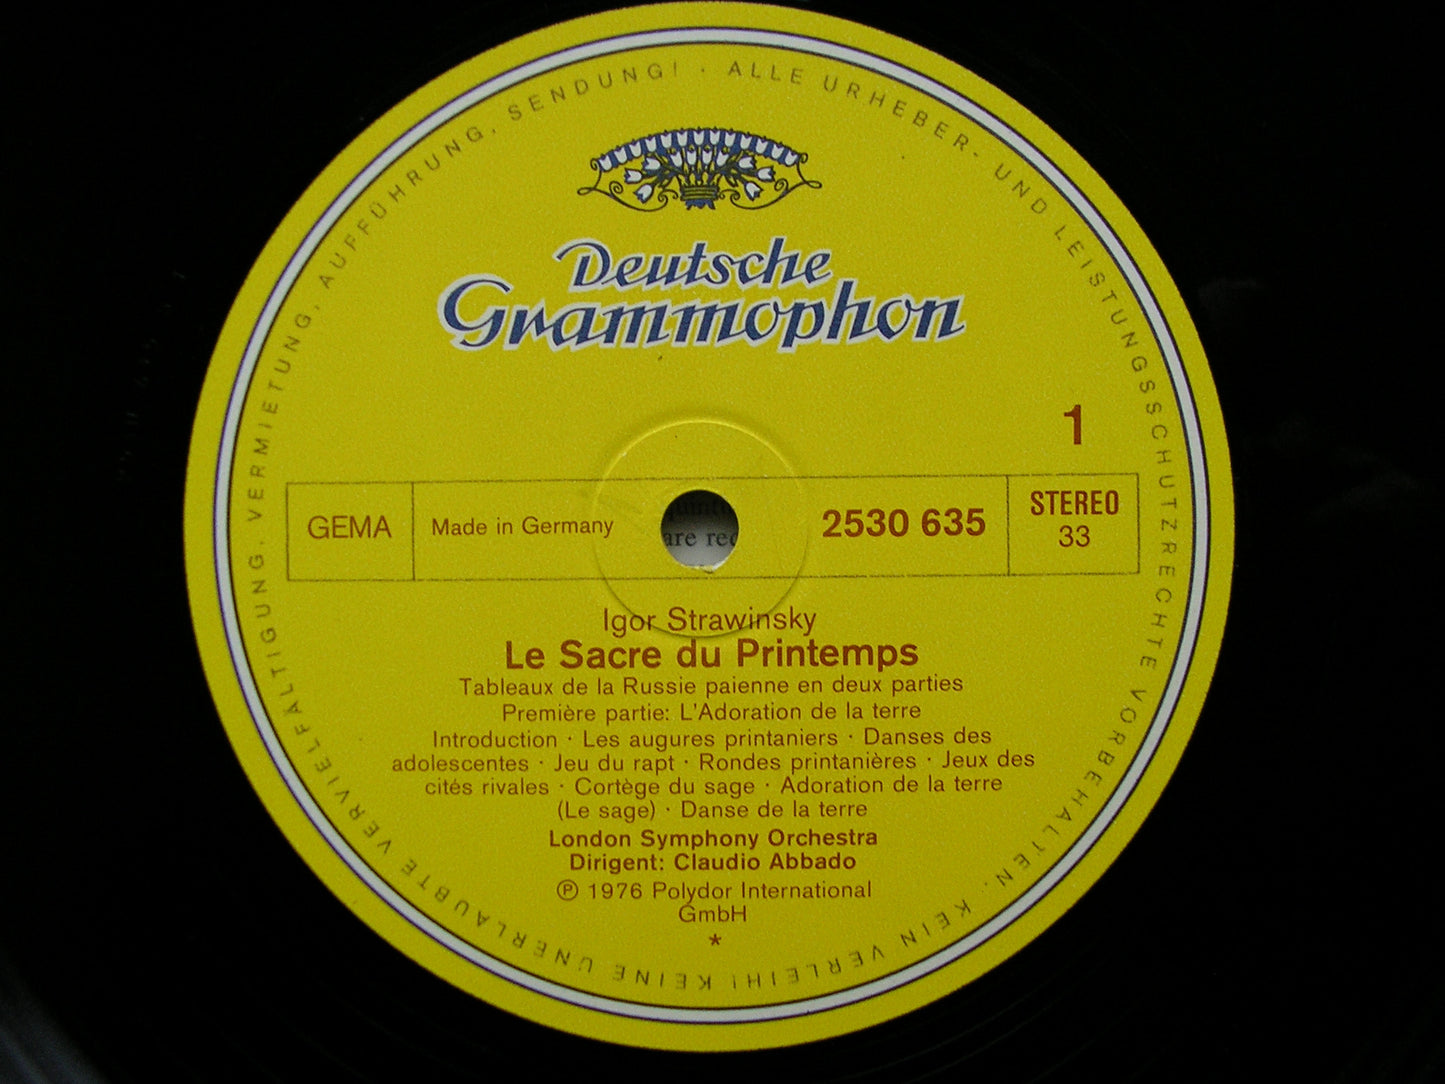 ALLE URHEBER- UND LEISTUNGSSCHUTZRECHTE VORBEHALTEN. KEIN VERLEIH! KEINE UNERLAUBTE VERVIELFÄLTIGUNG, VERMIETUNG, AUFFÜHRUNG, SENDUNG! ·
Deutsche
Grammophon
1
GEMA
Made in Germany
2530 635
STEREO
33
are
Igor Strawinsky
Le Sacre du Printemps
Tableaux de la Russie paienne en deux parties
Première partie: L'Adoration de la terre
Introduction · Les augures printaniers · Danses des
adolescentes · Jeu du rapt · Rondes printanières · Jeux des
cités rivales · Cortège du sage · Adoration de la terre
(Le sage) · Danse de la terre
London Symphony Orchestra
Dirigent: Claudio Abbado
℗ 1976 Polydor International
GmbH
*